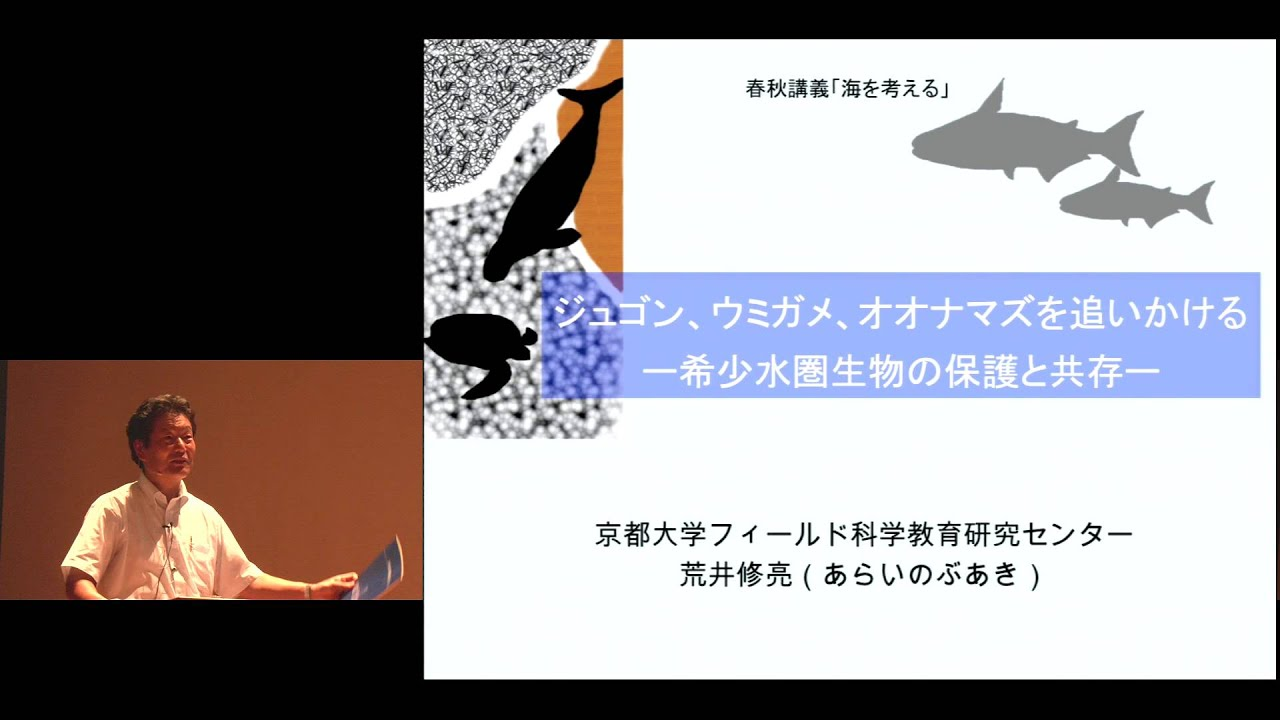 春秋講義「海を考える」
ジュゴン、ウミガメ、オオナマズを追いかける
―希少水圏生物の保護と共存―
京都大学フィールド科学教育研究センター
荒井修亮 ( あらいのぶあき )